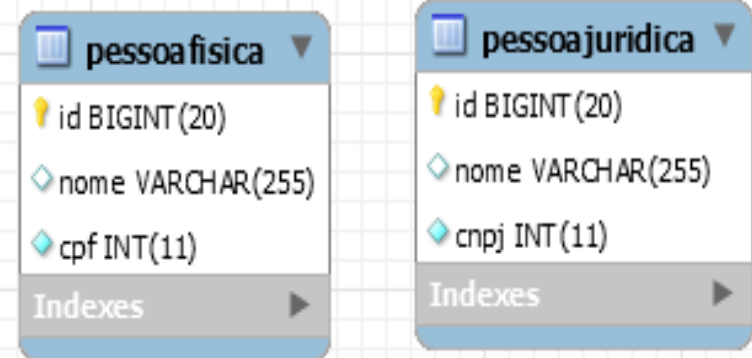 pessoafisica
id BIGINT(20)
nome VARCHAR(255)
cpf INT(11)
Indexes
pessoajuridica
id BIGINT(20)
nome VARCHAR(255)
cnpj INT(11)
Indexes